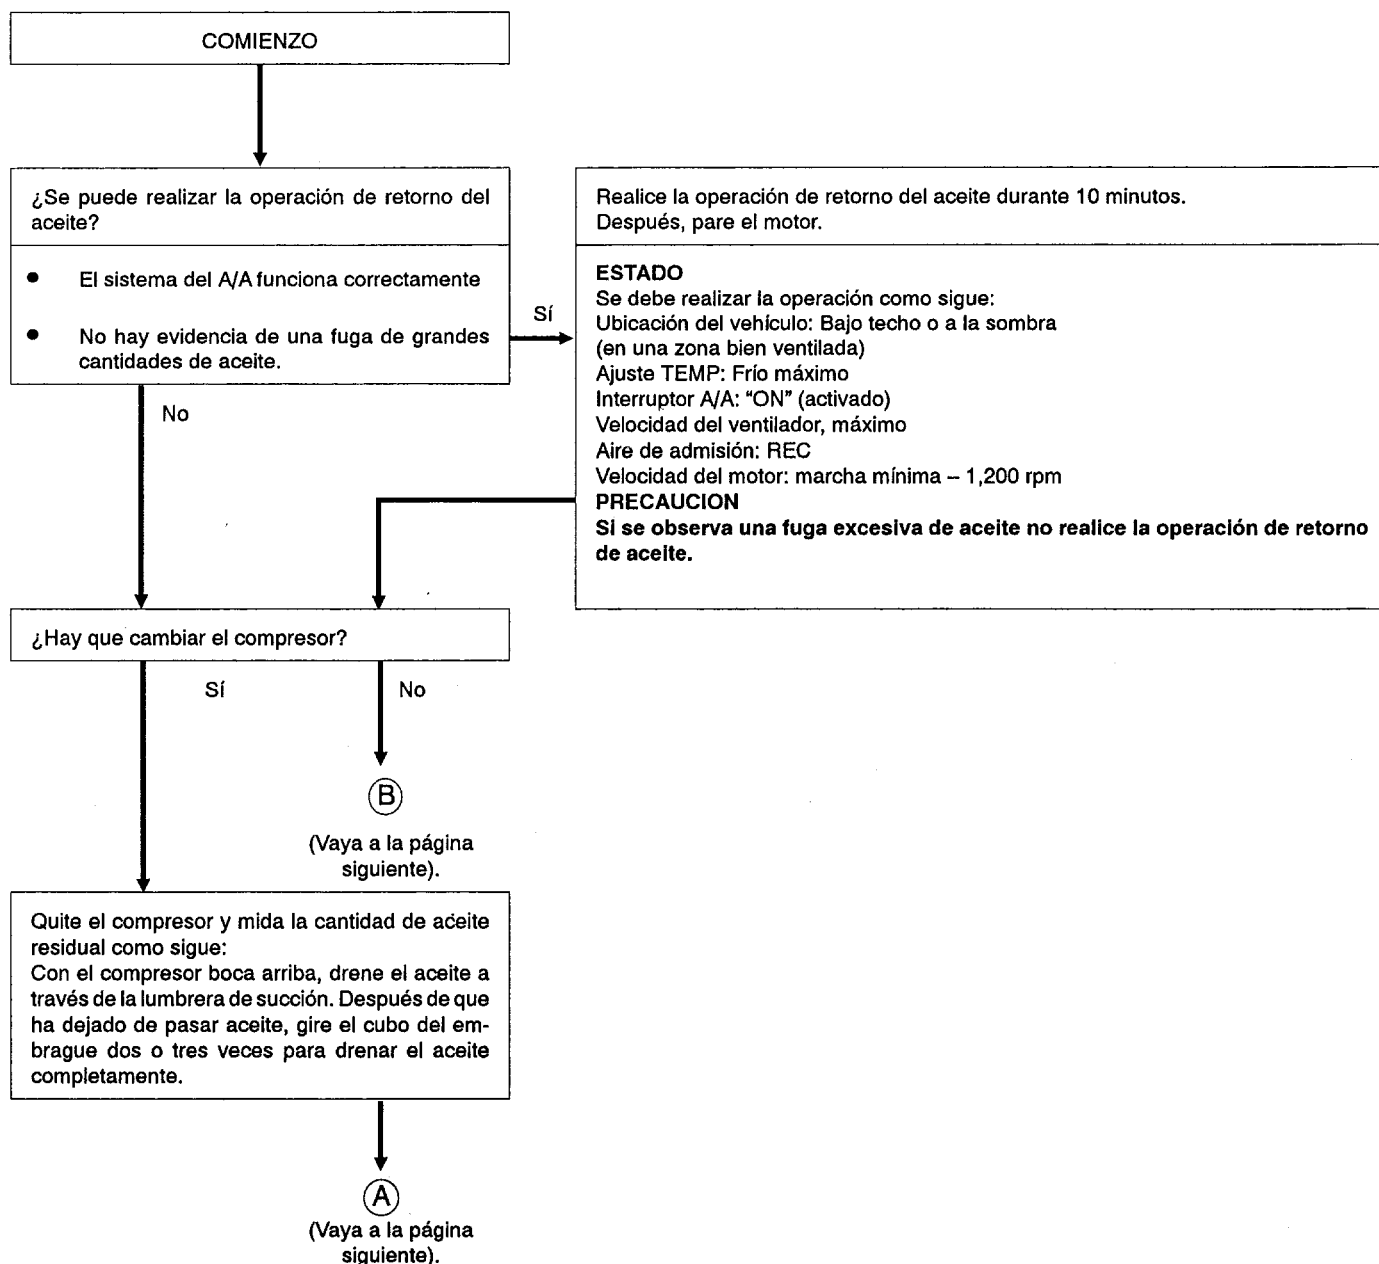 COMIENZO
¿Se puede realizar la operación de retorno del
aceite?
● El sistema del A/A funciona correctamente
● No hay evidencia de una fuga de grandes
cantidades de aceite.
Sí
No
Realice la operación de retorno del aceite durante 10 minutos.
Después, pare el motor.
ESTADO
Se debe realizar la operación como sigue:
Ubicación del vehículo: Bajo techo o a la sombra
(en una zona bien ventilada)
Ajuste TEMP: Frío máximo
Interruptor A/A: “ON” (activado)
Velocidad del ventilador, máximo
Aire de admisión: REC
Velocidad del motor: marcha mínima – 1,200 rpm
PRECAUCION
Si se observa una fuga excesiva de aceite no realice la operación de retorno
de aceite.
¿Hay que cambiar el compresor?
Sí
No
B
(Vaya a la página
siguiente).
Quite el compresor y mida la cantidad de aceite
residual como sigue:
Con el compresor boca arriba, drene el aceite a
través de la lumbrera de succión. Después de que
ha dejado de pasar aceite, gire el cubo del em-
brague dos o tres veces para drenar el aceite
completamente.
A
(Vaya a la página
siguiente).